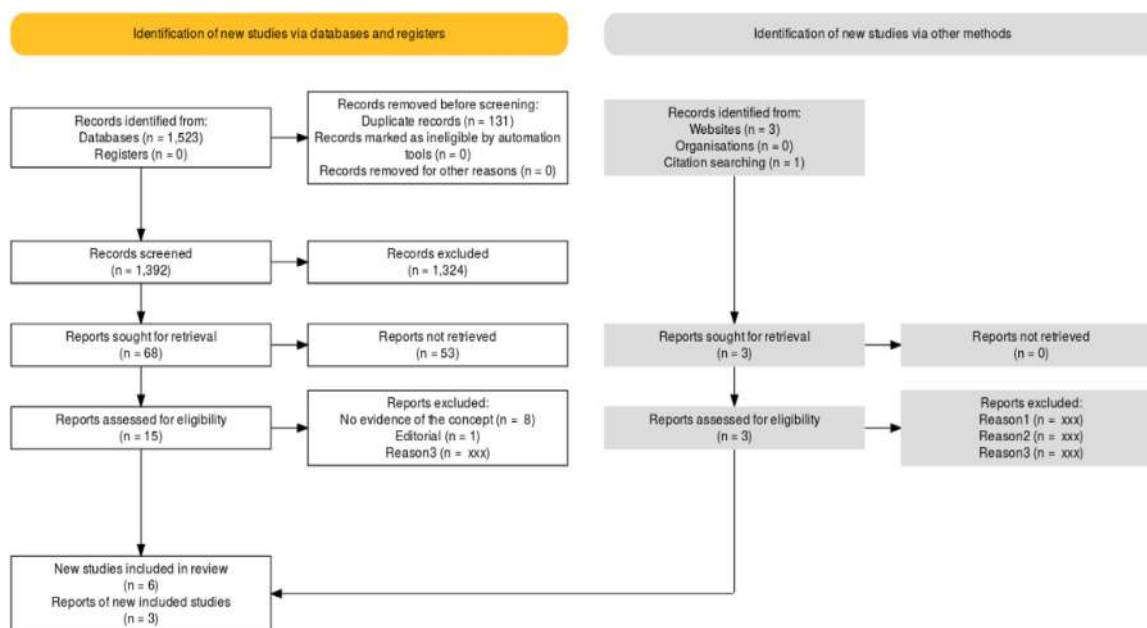 Identification of new studies via databases and registers
Identification of new studies via other methods
Records identified from:
Databases (n = 1,523)
Registers (n = 0)
Records removed before screening:
Duplicate records (n = 131)
Records marked as ineligible by automation
tools (n = 0)
Records removed for other reasons (n = 0)
Records identified from:
Websites (n = 3)
Organisations (n = 0)
Citation searching (n = 1)
Records screened
(n = 1,392)
Records excluded
(n = 1,324)
Reports sought for retrieval
(n = 68)
Reports not retrieved
(n = 53)
Reports sought for retrieval
(n = 3)
Reports not retrieved
(n = 0)
Reports assessed for eligibility
(n = 15)
Reports excluded:
No evidence of the concept (n = 8)
Editorial (n = 1)
Reason3 (n = xxx)
Reports assessed for eligibility
(n = 3)
Reports excluded:
Reason1 (n = xxx)
Reason2 (n = xxx)
Reason3 (n = xxx)
New studies included in review
(n = 6)
Reports of new included studies
(n = 3)